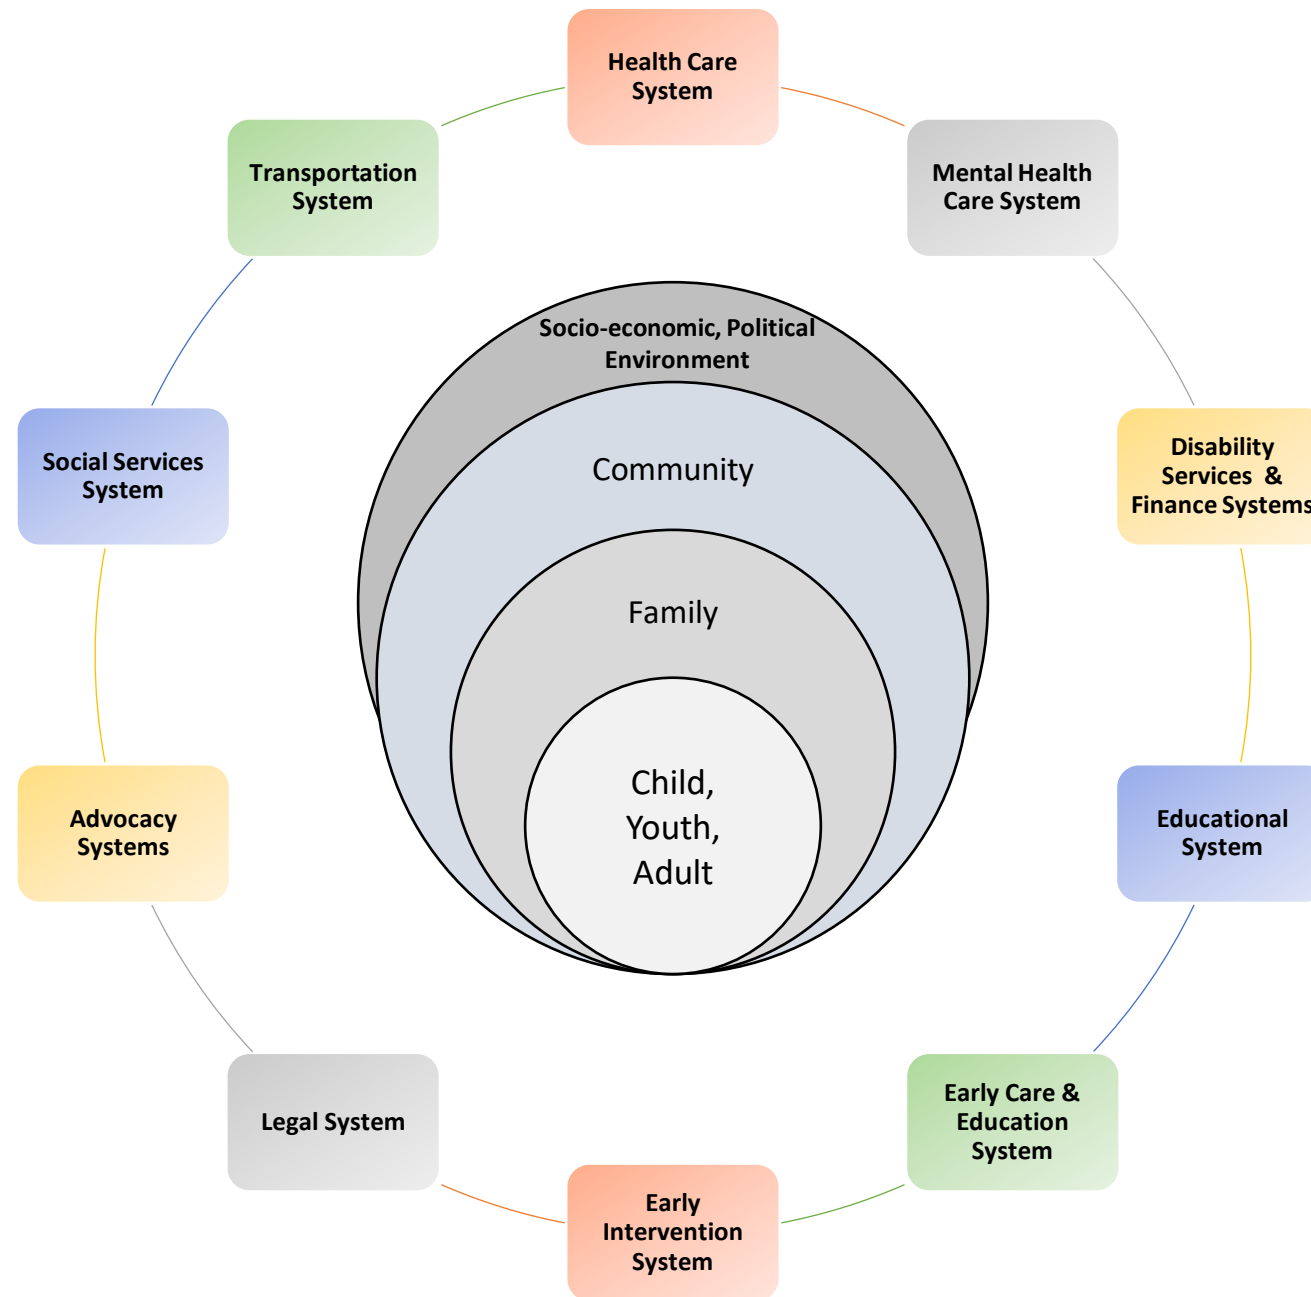 Health Care
System
Mental Health
Care System
Disability
Services &
Finance Systems
Educational
System
Early Care &
Education
System
Early
Intervention
System
Legal System
Advocacy
Systems
Social Services
System
Transportation
System
Socio-economic, Political
Environment
Community
Family
Child,
Youth,
Adult